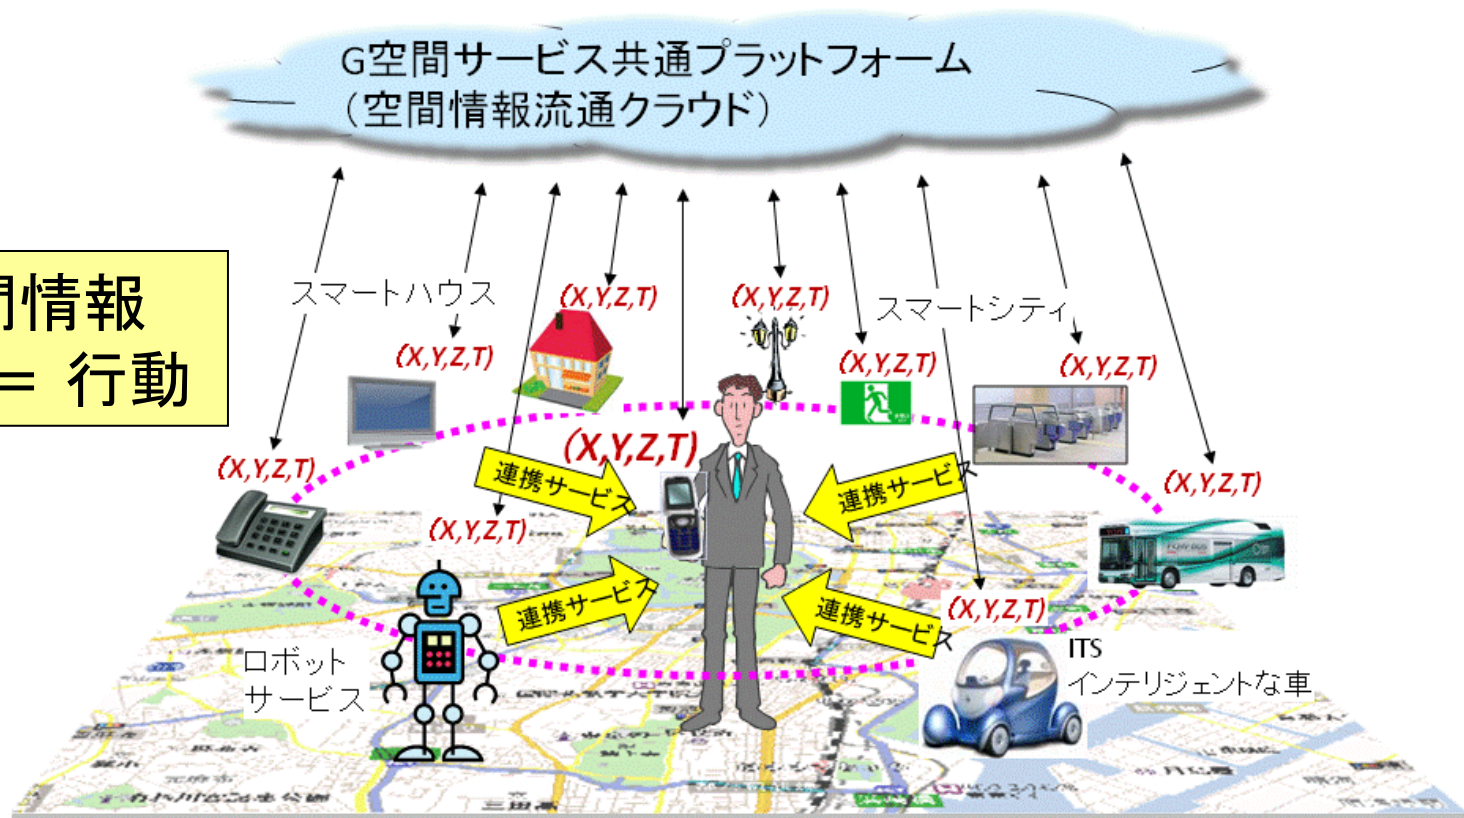 G空間サービス共通プラットフォーム
（空間情報流通クラウド）
間情報
＝ 行動
スマートハウス
(X,Y,Z,T)
(X,Y,Z,T)
スマートシティ
(X,Y,Z,T)
(X,Y,Z,T)
(X,Y,Z,T)
(X,Y,Z,T)
(X,Y,Z,T)
(X,Y,Z,T)
連携サービス
連携サービス
(X,Y,Z,T)
(X,Y,Z,T)
連携サービス
連携サービス
(X,Y,Z,T)
ロボット
サービス
ITS
インテリジェントな車